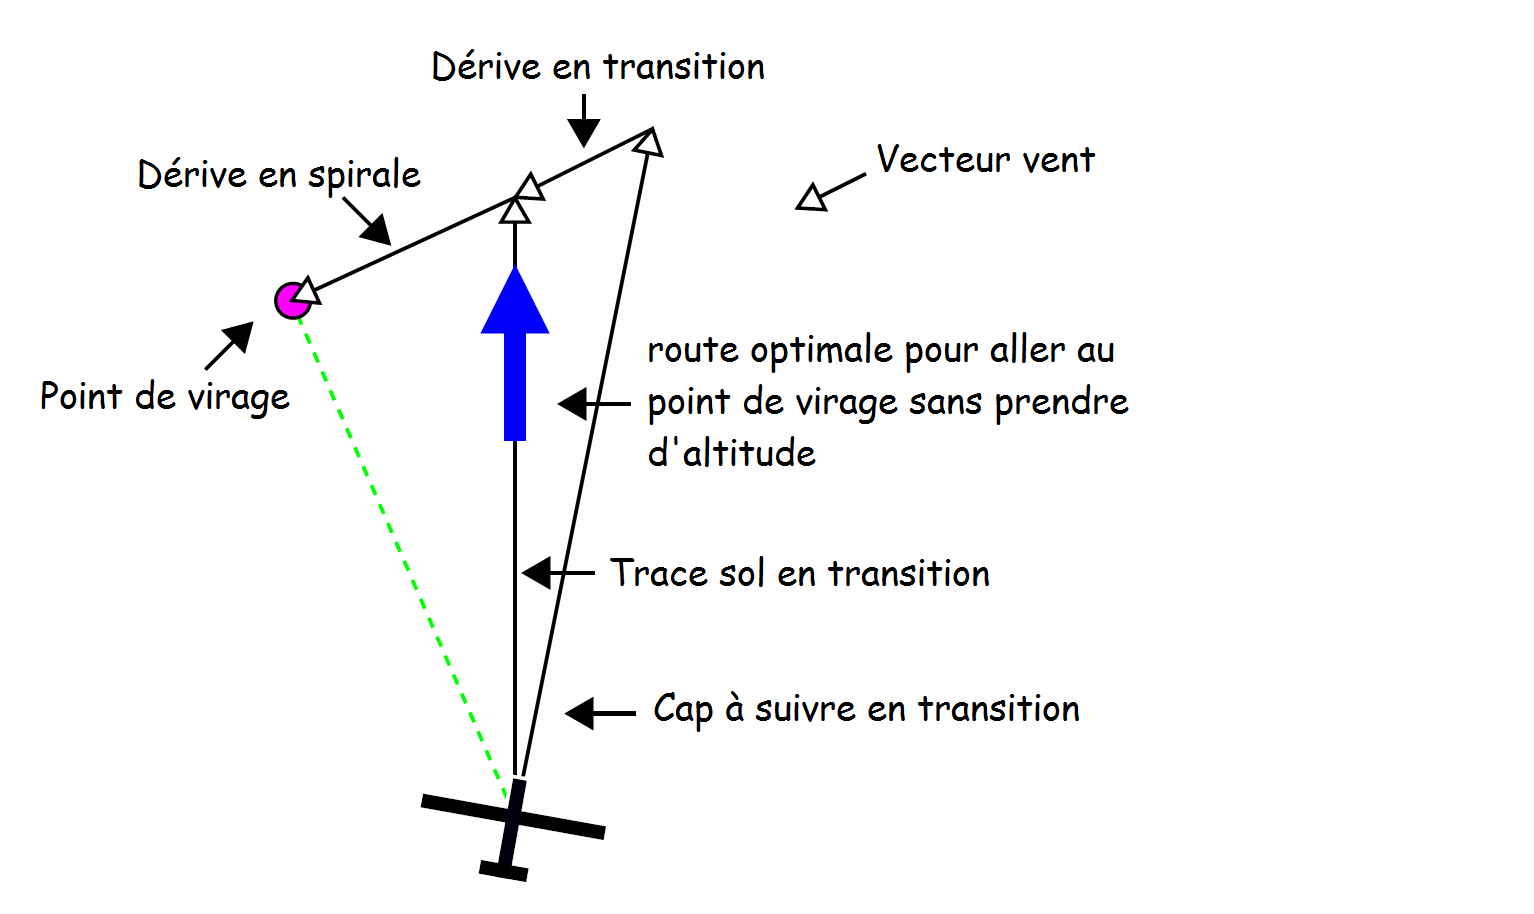 Dérive en transition
Vecteur vent
Dérive en spirale
route optimale pour aller au
point de virage sans prendre
d'altitude
Point de virage
Trace sol en transition
Cap à suivre en transition